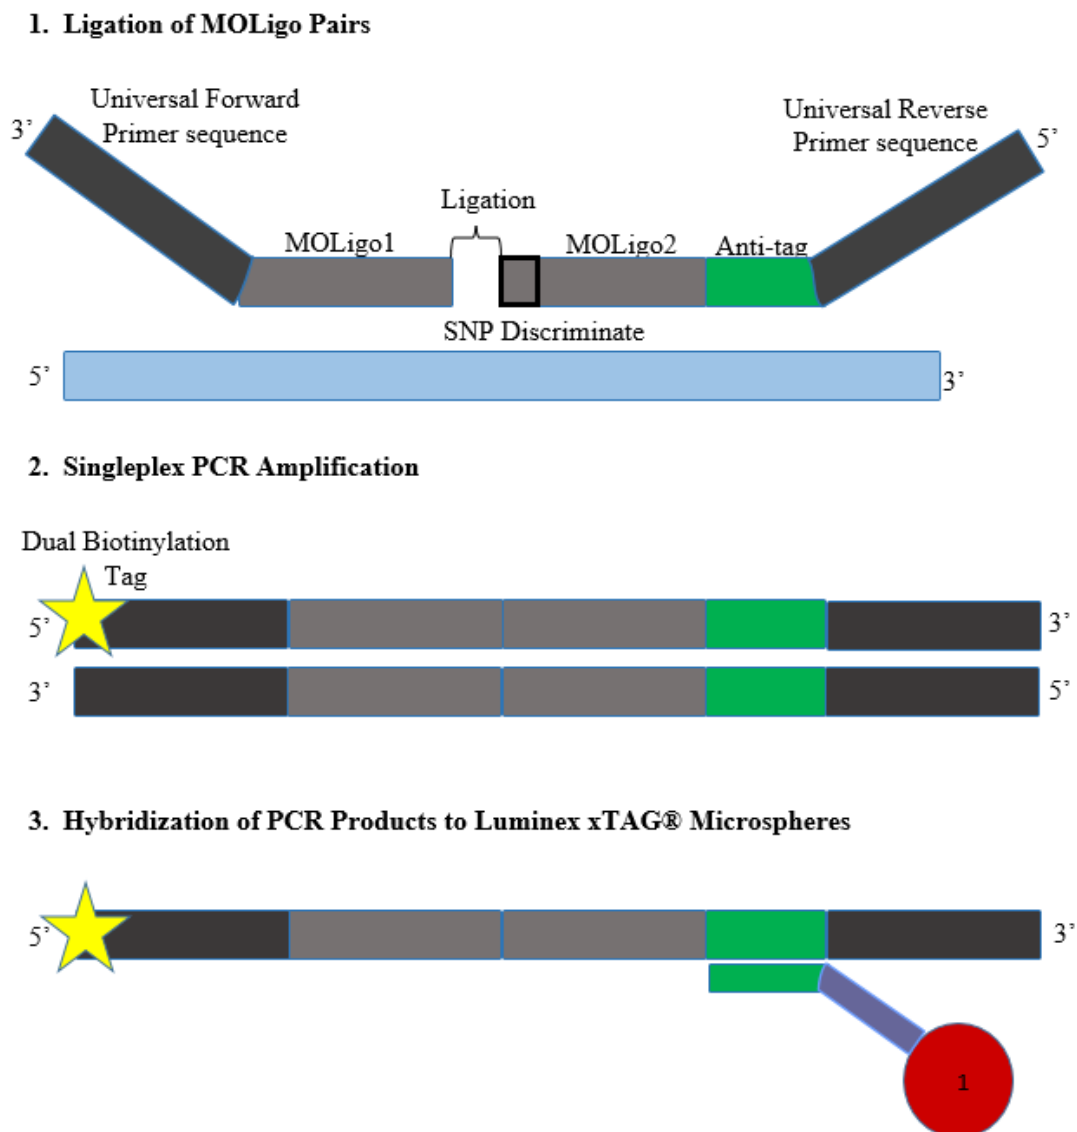 1. Ligation of MOLigo Pairs
Universal Forward
Primer sequence
3’
Universal Reverse
Primer sequence
5’
Ligation
MOLigo1
MOLigo2
Anti-tag
SNP Discriminate
5’
3’
2. Singleplex PCR Amplification
Dual Biotinylation
Tag
5’
3’
3’
5’
3. Hybridization of PCR Products to Luminex xTAG® Microspheres
5’
3’
1